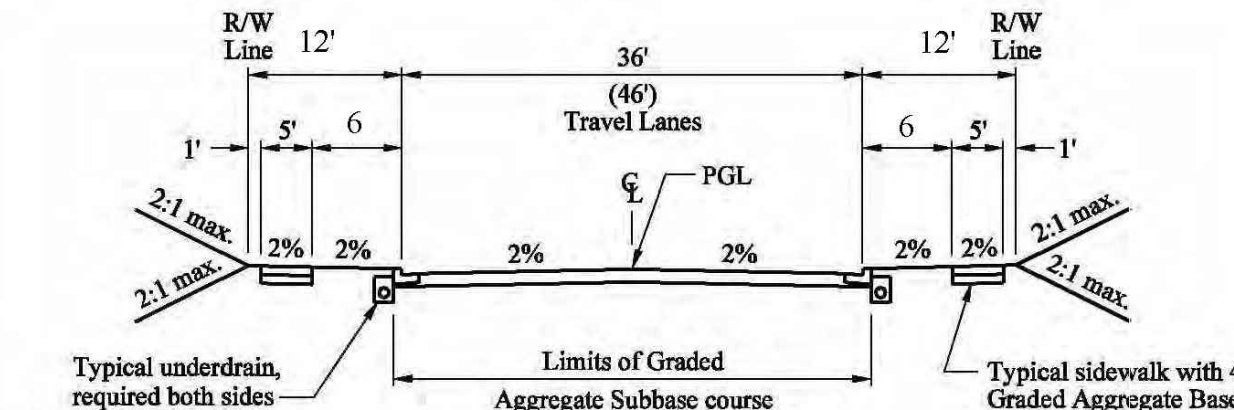 R/W
Line
12'
36'
(46')
Travel Lanes
12'
R/W
Line
1'
5'
6
6
5'
1'
℄
PGL
2:1 max.
2:1 max.
2%
2%
2%
2%
2%
2%
2:1 max.
2:1 max.
Typical underdrain,
required both sides
Limits of Graded
Aggregate Subbase course
Typical sidewalk with 4
Graded Aggregate Base